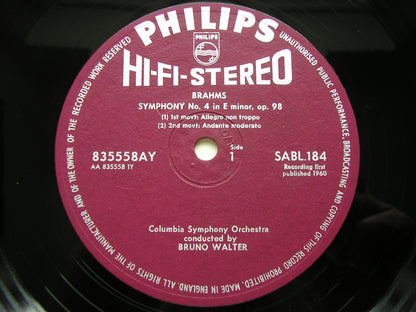 PHILIPS
PHILIPS
HI-FI-STEREO
BRAHMS
SYMPHONY No. 4 in E minor, op. 98
(1) 1st movt: Allegro non troppo
(2) 2nd movt: Andante moderato
835558AY
AA 835558 IY
Side
1
SABL.184
Recording first
published 1960
Columbia Symphony Orchestra
conducted by
BRUNO WALTER
ALL RIGHTS OF THE MANUFACTURER AND OF THE OWNER OF THE RECORDED WORK RESERVED
UNAUTHORISED PUBLIC PERFORMANCE, BROADCASTING AND COPYING OF THIS RECORD PROHIBITED. MADE IN ENGLAND.